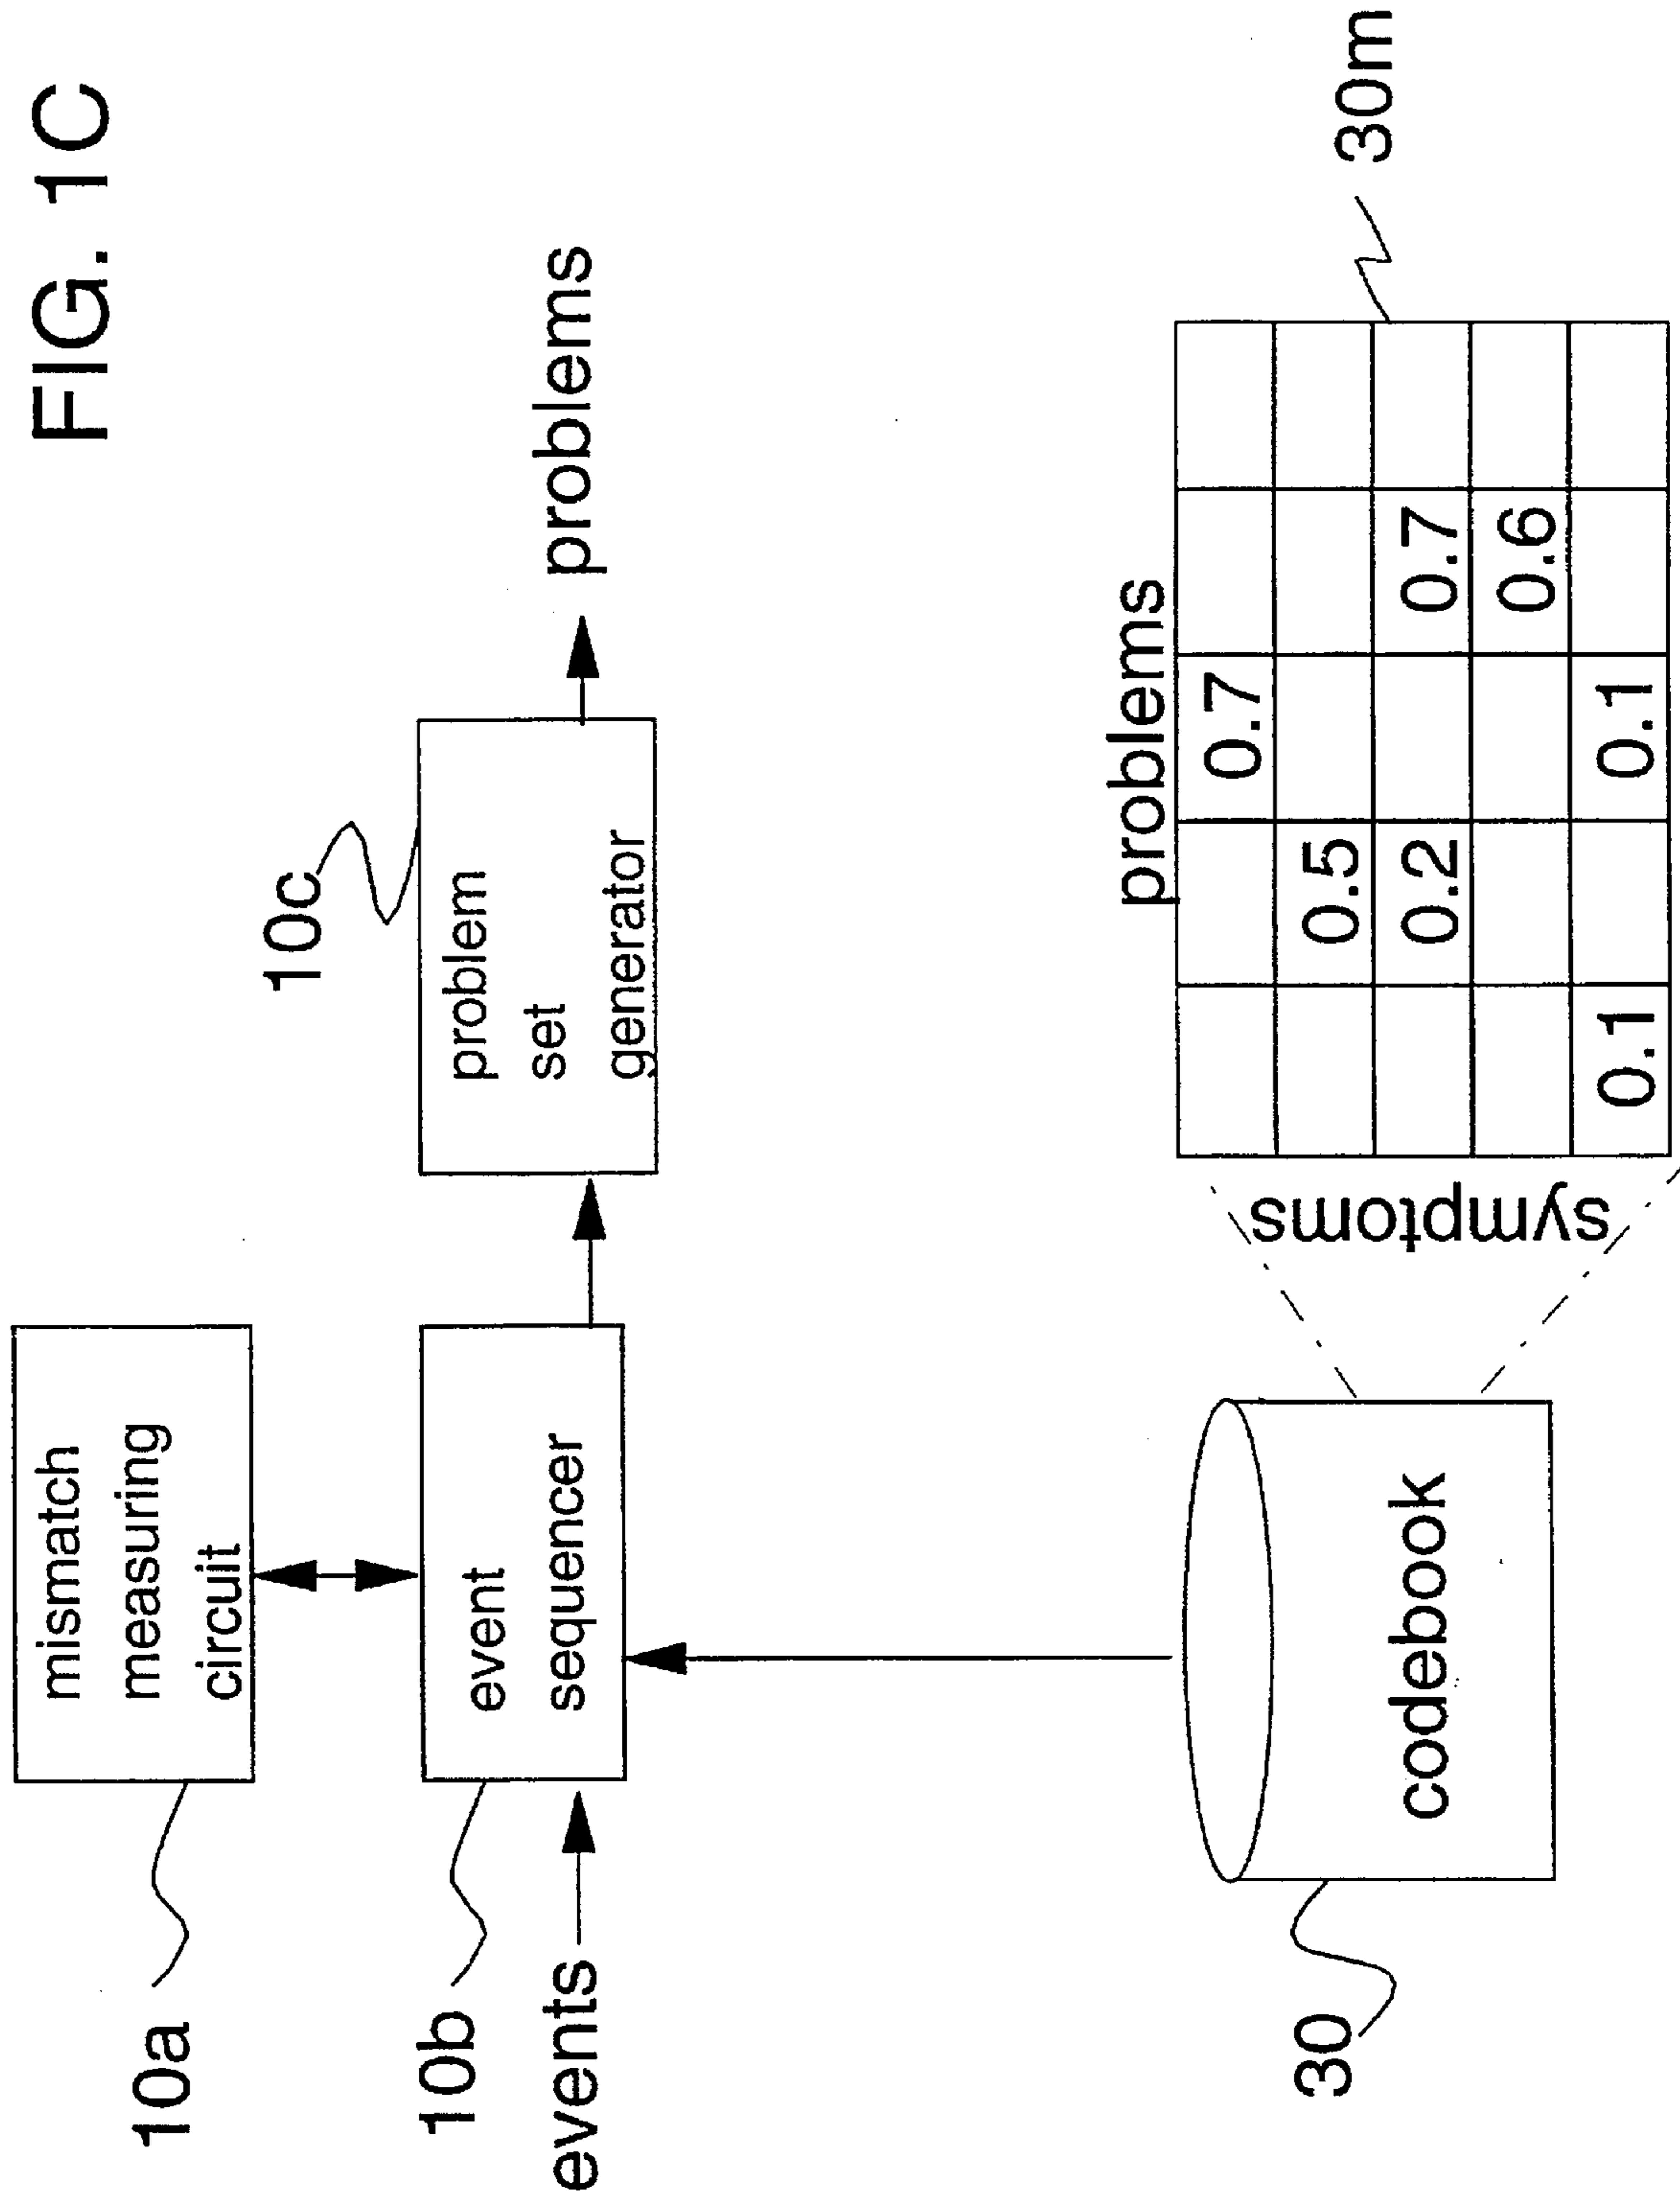 FIG. 1C
10a
mismatch
measuring
circuit
10b
event
sequencer
events
10c
problem
set
generator
problems
30
codebook
problems
symptoms
0.7
0.5
0.2 0.7
0.6
0.1 0.1
30m